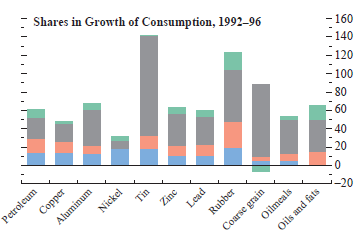 Shares in Growth of Consumption, 1992–96
160
140
120
100
80
60
40
20
0
–20
Petroleum
Copper
Aluminum
Nickel
Tin
Zinc
Lead
Rubber
Coarse grain
Oilmeals
Oils and fats